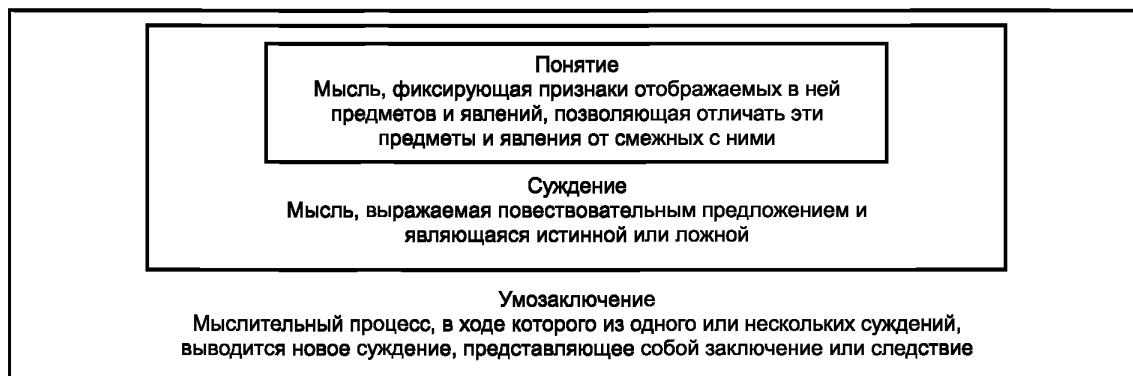 Понятие
Мысль, фиксирующая признаки отображаемых в ней
предметов и явлений, позволяющая отличать эти
предметы и явления от смежных с ними
Суждение
Мысль, выражаемая повествовательным предложением и
являющаяся истинной или ложной
Умозаключение
Мыслительный процесс, в ходе которого из одного или нескольких суждений,
выводится новое суждение, представляющее собой заключение или следствие